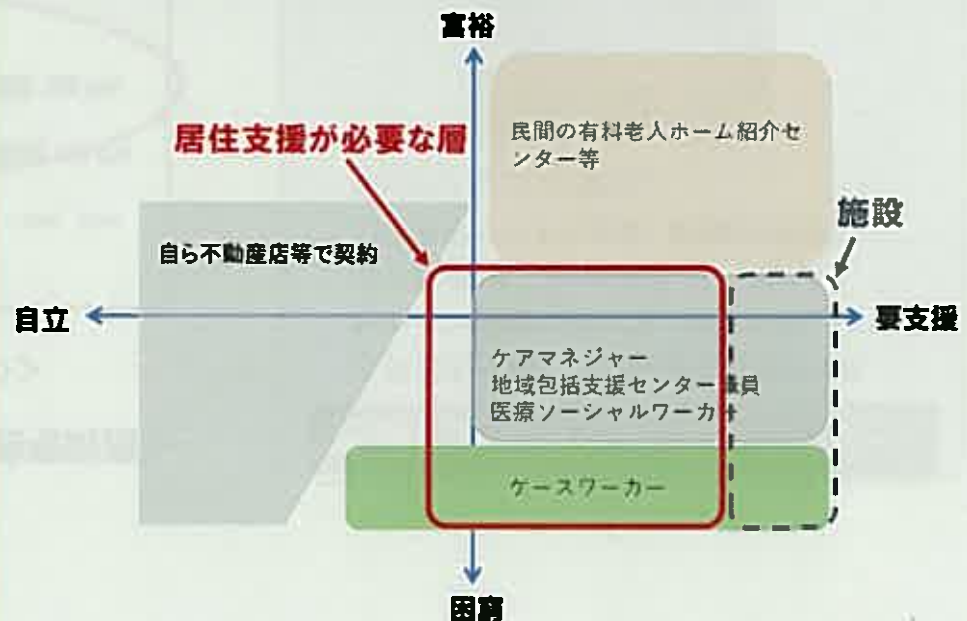 富裕
居住支援が必要な層
民間の有料老人ホーム紹介セ
ンター等
施設
自ら不動産店等で契約
自立
要支援
ケアマネジャー
地域包括支援センター職員
医療ソーシャルワーカー
ケースワーカー
困窮